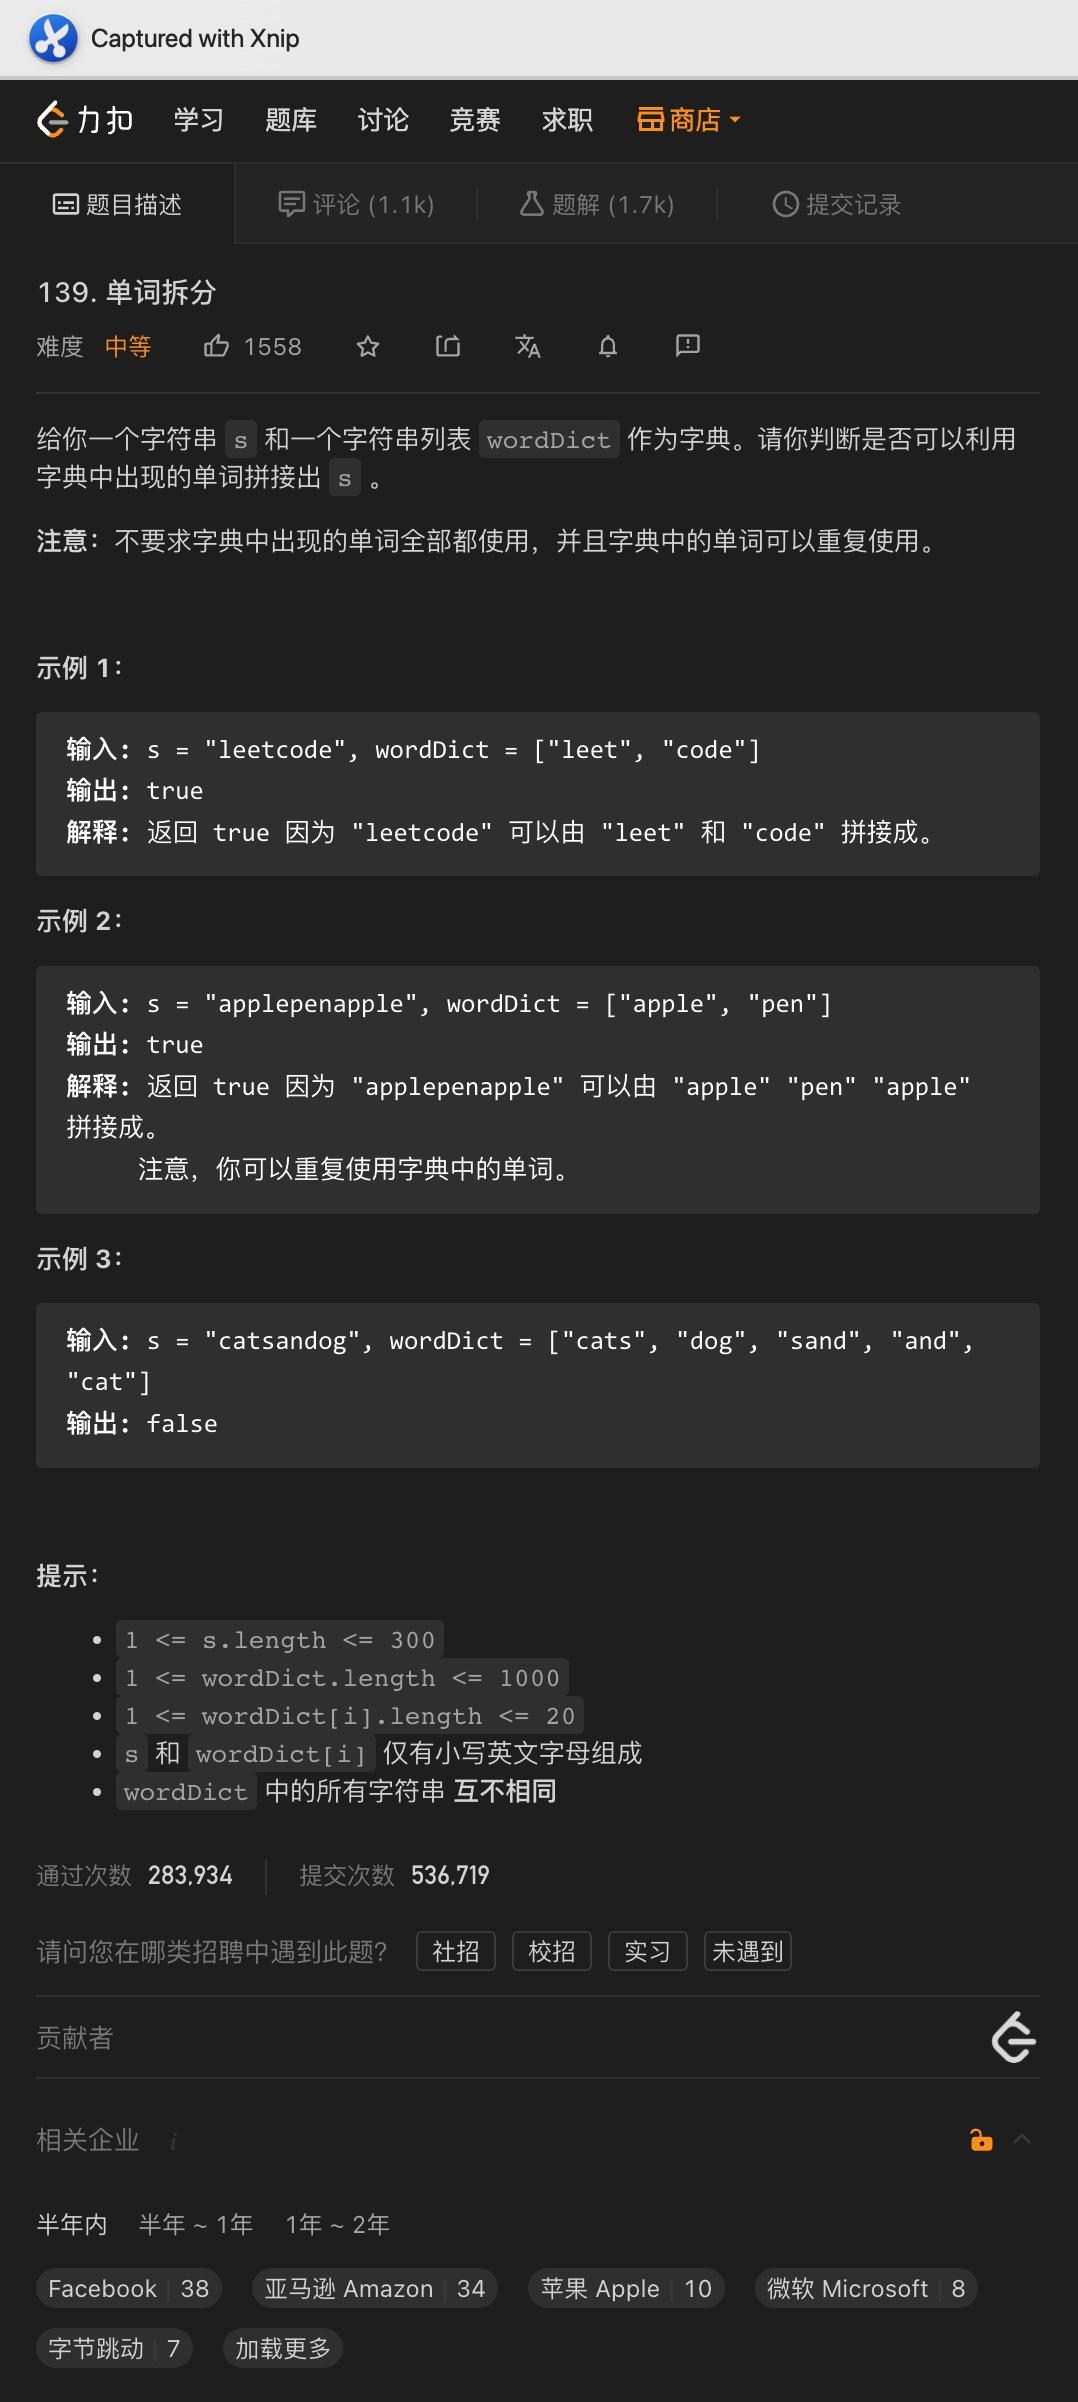 Captured with Xnip
力扣 学习 题库 讨论 竞赛 求职 商店
题目描述 评论 (1.1k) 题解 (1.7k) 提交记录
139. 单词拆分
难度 中等 1558
给你一个字符串 s 和一个字符串列表 wordDict 作为字典。请你判断是否可以利用
字典中出现的单词拼接出 s 。
注意：不要求字典中出现的单词全部都使用，并且字典中的单词可以重复使用。
示例 1：
输入: s = "leetcode", wordDict = ["leet", "code"]
输出: true
解释: 返回 true 因为 "leetcode" 可以由 "leet" 和 "code" 拼接成。
示例 2：
输入: s = "applepenapple", wordDict = ["apple", "pen"]
输出: true
解释: 返回 true 因为 "applepenapple" 可以由 "apple" "pen" "apple"
拼接成。
注意，你可以重复使用字典中的单词。
示例 3：
输入: s = "catsandog", wordDict = ["cats", "dog", "sand", "and",
"cat"]
输出: false
提示：
• 1 <= s.length <= 300
• 1 <= wordDict.length <= 1000
• 1 <= wordDict[i].length <= 20
• s 和 wordDict[i] 仅有小写英文字母组成
• wordDict 中的所有字符串 互不相同
通过次数 283,934 提交次数 536,719
请问您在哪类招聘中遇到此题? 社招 校招 实习 未遇到
贡献者
相关企业 i
半年内 半年 ~ 1年 1年 ~ 2年
Facebook 38 亚马逊 Amazon 34 苹果 Apple 10 微软 Microsoft 8
字节跳动 7 加载更多